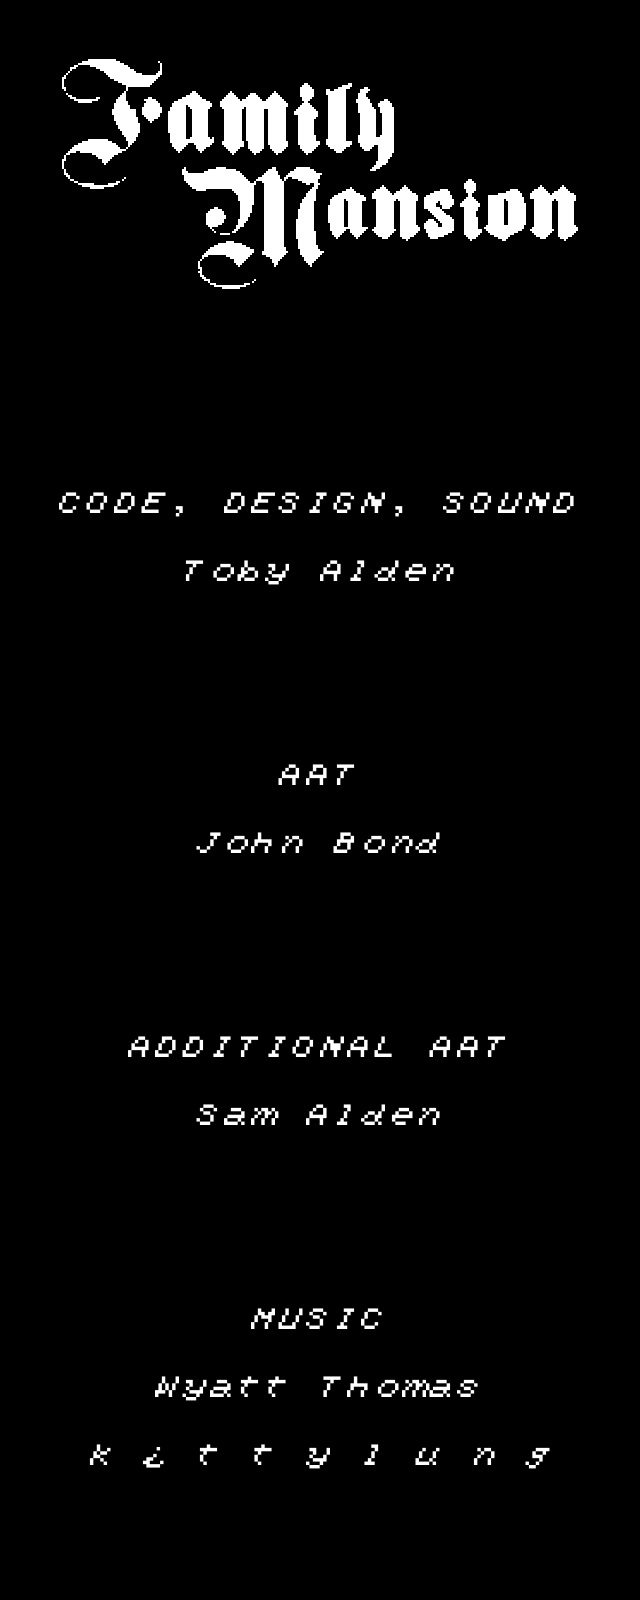 Family
Mansion
CODE, DESIGN, SOUND
Toby Alden
ART
John Bond
ADDITIONAL ART
Sam Alden
MUSIC
Wyatt Thomas
k i t t y l u n g